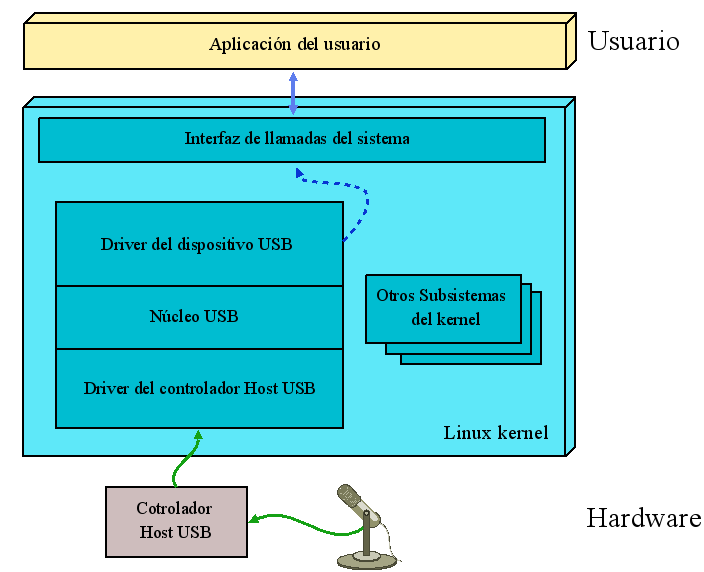 Aplicación del usuario
Usuario
Interfaz de llamadas del sistema
Driver del dispositivo USB
Núcleo USB
Driver del controlador Host USB
Otros Subsistemas
del kernel
Linux kernel
Cotrolador
Host USB
Hardware